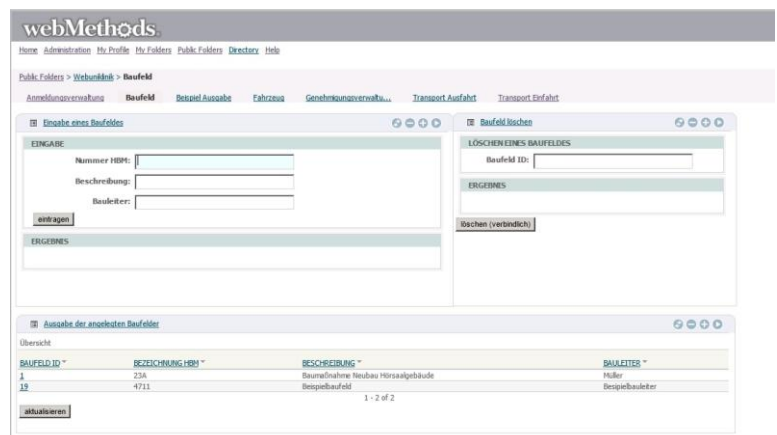 webMethods.
Home Administration My Profile My Folders Public Folders Directory Help
Public Folders > Webuniklinik > Baufeld
Anmeldungsverwaltung Baufeld Beispiel Ausgabe Fahrzeug Genehmigungsverwaltu... Transport Ausfahrt Transport Einfahrt
Eingabe eines Baufeldes
EINGABE
Nummer HBM:
Beschreibung:
Bauleiter:
eintragen
ERGEBNIS
Baufeld löschen
LÖSCHEN EINES BAUFELDES
Baufeld ID:
ERGEBNIS
löschen (verbindlich)
Ausgabe der angelegten Baufelder
Übersicht
BAUFELD ID BEZEICHNUNG HBM BESCHREIBUNG BAULEITER
1 23A Baumaßnahme Neubau Hörsaalgebäude Müller
19 4711 Beispielbaufeld Besipielbauleiter
1 - 2 of 2
aktualisieren